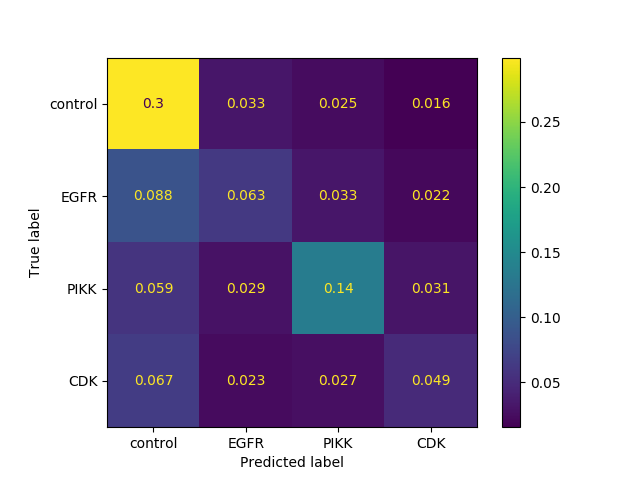 control 0.3 0.033 0.025 0.016
EGFR 0.088 0.063 0.033 0.022
PIKK 0.059 0.029 0.14 0.031
CDK 0.067 0.023 0.027 0.049
control EGFR PIKK CDK
Predicted label
True label
0.25
0.20
0.15
0.10
0.05